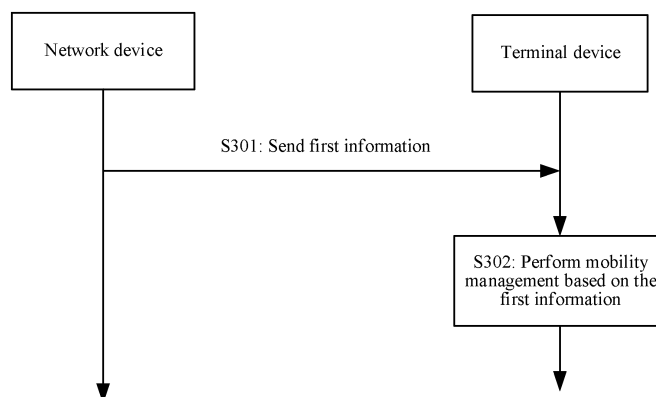 Network device
Terminal device
S301: Send first information
S302: Perform mobility
management based on the
first information